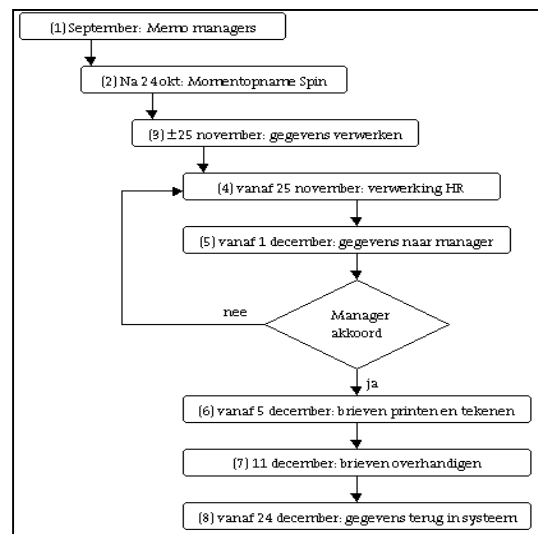 (1) September: Memo managers
(2) Na 24 okt: Momentopname Spin
(3) ±25 november: gegevens verwerken
(4) vanaf 25 november: verwerking HR
(5) vanaf 1 december: gegevens naar manager
nee
Manager
akkoord
ja
(6) vanaf 5 december: brieven printen en tekenen
(7) 11 december: brieven overhandigen
(8) vanaf 24 december: gegevens terug in systeem